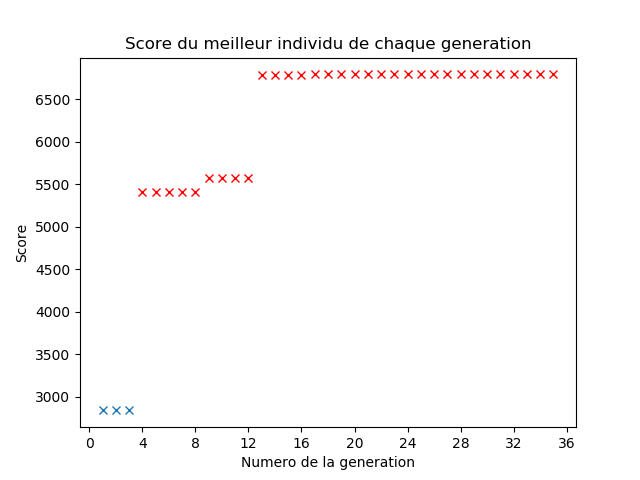 Score du meilleur individu de chaque generation
6500
6000
5500
5000
4500
4000
3500
3000
Score
0 4 8 12 16 20 24 28 32 36
Numero de la generation